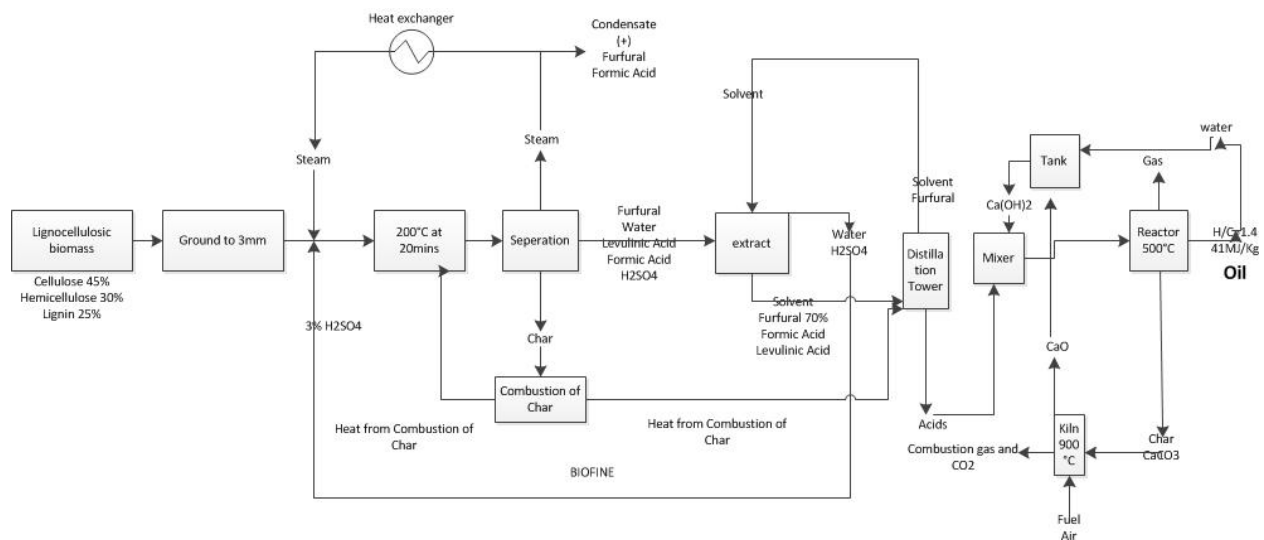 Heat exchanger
Condensate
(+)
Furfural
Formic Acid
Steam
Steam
Solvent
Solvent
Furfural
water
Tank
Gas
Ca(OH)2
Lignocellulosic
biomass
Ground to 3mm
200°C at
20mins
Seperation
Furfural
Water
Levulinic Acid
Formic Acid
H2SO4
extract
Water
H2SO4
Distilla
tion
Tower
Mixer
Reactor
500°C
H/C 1.4
41MJ/Kg
Oil
Cellulose 45%
Hemicellulose 30%
Lignin 25%
3% H2SO4
Char
Solvent
Furfural 70%
Formic Acid
Levulinic Acid
CaO
Combustion of
Char
Heat from Combustion of
Char
Heat from Combustion of
Char
Acids
Combustion gas and
CO2
Kiln
900
°C
Char
CaCO3
BIOFINE
Fuel
Air